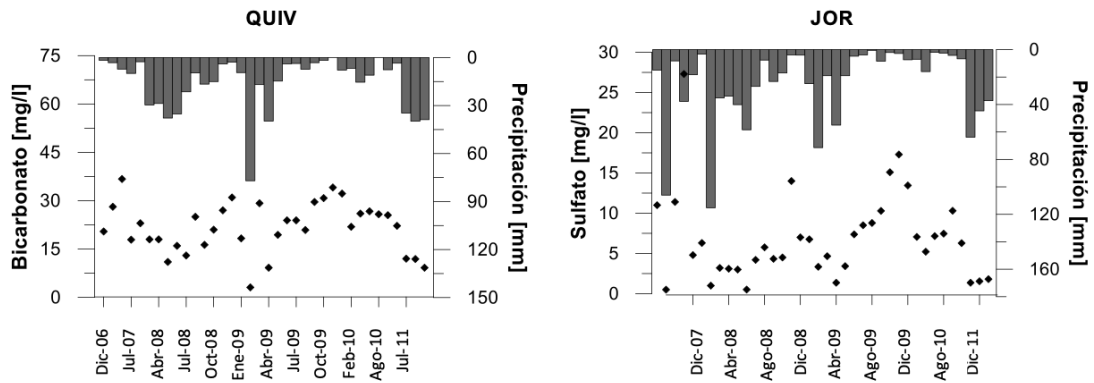 QUIV
Bicarbonato [mg/l]
75
60
45
30
15
0
0
30
60
90
120
150
Precipitación [mm]
Dic-06
Jul-07
Abr-08
Jul-08
Oct-08
Ene-09
Abr-09
Jul-09
Oct-09
Feb-10
Ago-10
Jul-11
JOR
Sulfato [mg/l]
30
25
20
15
10
5
0
0
40
80
120
160
Precipitación [mm]
Dic-07
Abr-08
Ago-08
Dic-08
Abr-09
Ago-09
Dic-09
Abr-10
Ago-10
Dic-11